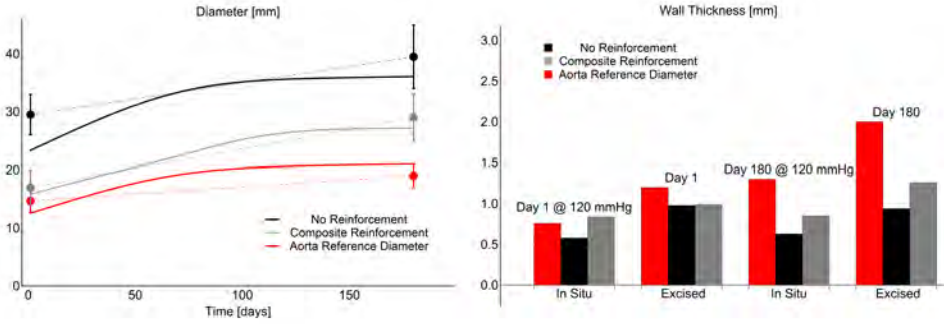 Diameter [mm]
40
30
20
10
0
0
50
100
150
Time [days]
No Reinforcement
Composite Reinforcement
Aorta Reference Diameter
Wall Thickness [mm]
3.0
2.5
2.0
1.5
1.0
0.5
0.0
No Reinforcement
Composite Reinforcement
Aorta Reference Diameter
Day 1 @ 120 mmHg
Day 1
Day 180 @ 120 mmHg
Day 180
In Situ
Excised
In Situ
Excised